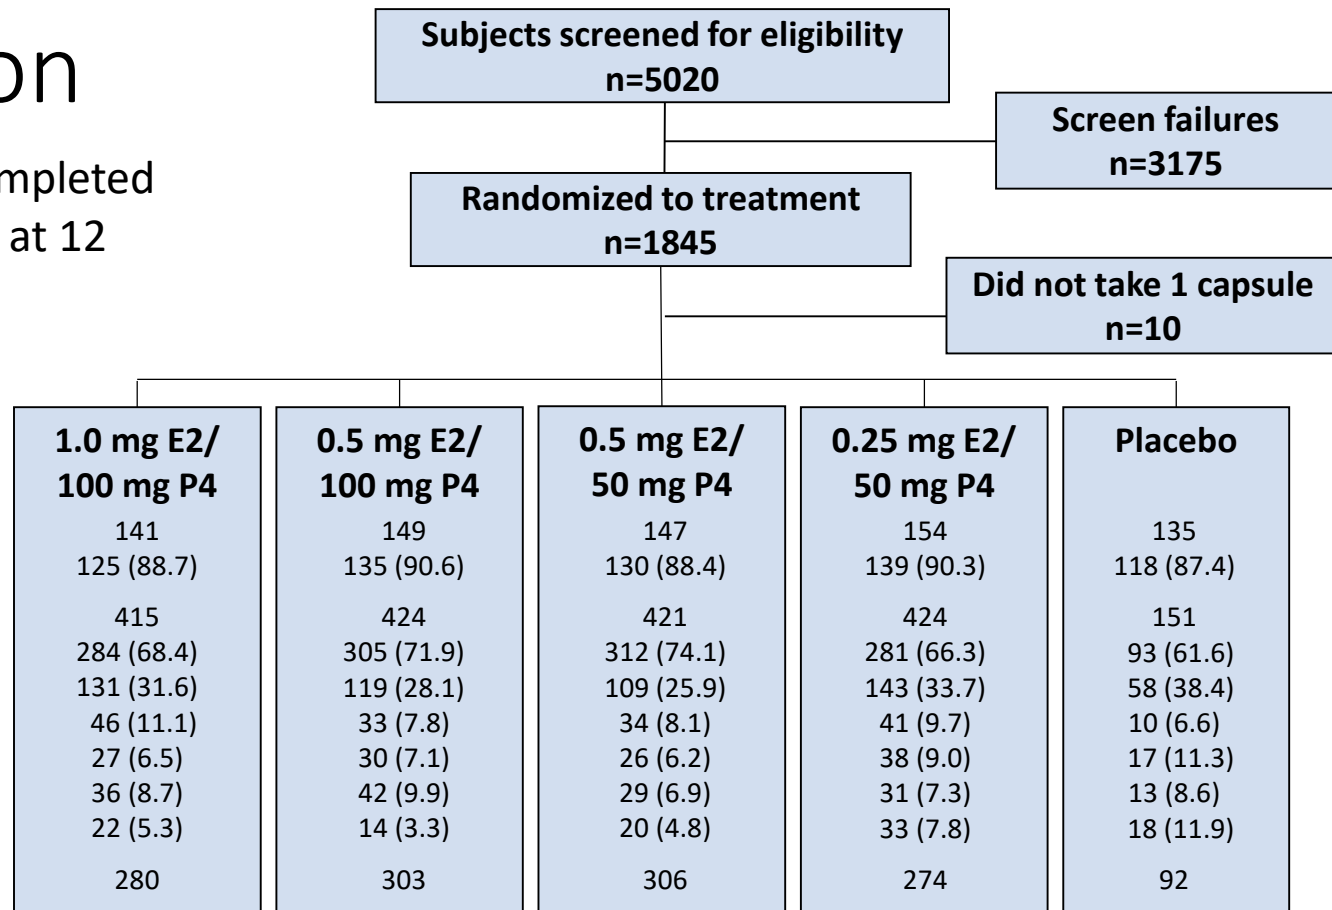 on
mpleted
at 12
Subjects screened for eligibility
n=5020
Screen failures
n=3175
Randomized to treatment
n=1845
Did not take 1 capsule
n=10
1.0 mg E2/
100 mg P4
141
125 (88.7)
415
284 (68.4)
131 (31.6)
46 (11.1)
27 (6.5)
36 (8.7)
22 (5.3)
280
0.5 mg E2/
100 mg P4
149
135 (90.6)
424
305 (71.9)
119 (28.1)
33 (7.8)
30 (7.1)
42 (9.9)
14 (3.3)
303
0.5 mg E2/
50 mg P4
147
130 (88.4)
421
312 (74.1)
109 (25.9)
34 (8.1)
26 (6.2)
29 (6.9)
20 (4.8)
306
0.25 mg E2/
50 mg P4
154
139 (90.3)
424
281 (66.3)
143 (33.7)
41 (9.7)
38 (9.0)
31 (7.3)
33 (7.8)
274
Placebo
135
118 (87.4)
151
93 (61.6)
58 (38.4)
10 (6.6)
17 (11.3)
13 (8.6)
18 (11.9)
92